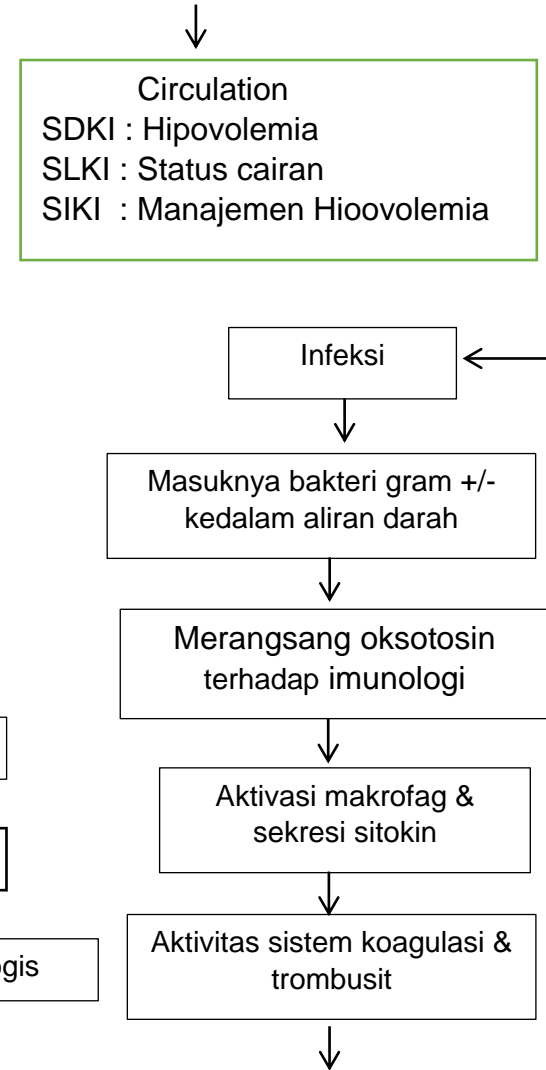 Circulation
SDKI : Hipovolemia
SLKI : Status cairan
SIKI : Manajemen Hioovolemia
Infeksi
Masuknya bakteri gram +/-
kedalam aliran darah
Merangsang oksotosin
terhadap imunologi
Aktivasi makrofag &
sekresi sitokin
Aktivitas sistem koagulasi &
trombusit
gis